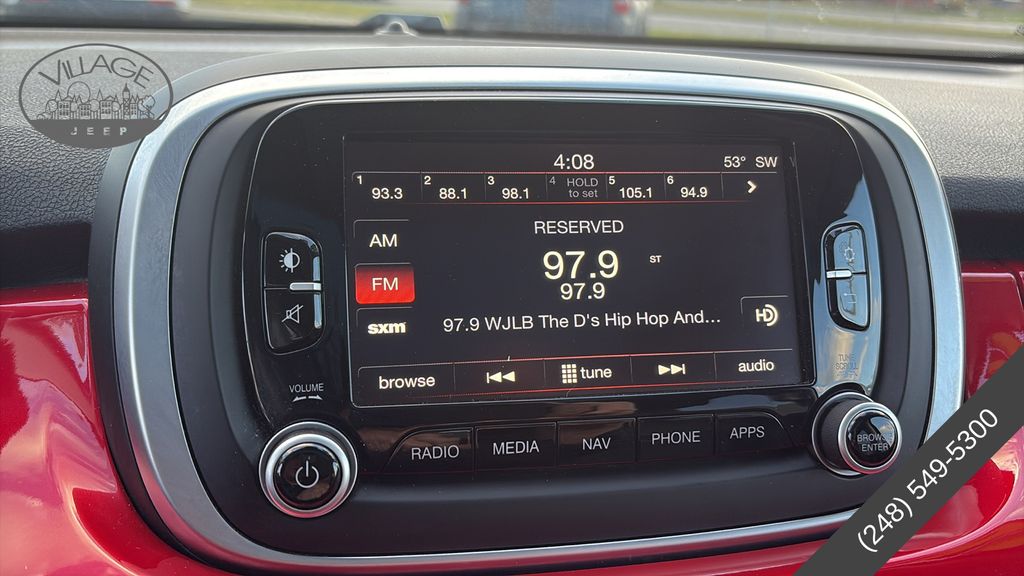 VILLAGE
JEEP
4:08
53° SW
1 93.3
2 88.1
3 98.1
4 HOLD to set
5 105.1
6 94.9
AM
RESERVED
FM
97.9 ST
97.9
sxm
97.9 WJLB The D's Hip Hop And...
HD
browse
tune
audio
VOLUME
TUNE
SCROLL
RADIO
MEDIA
NAV
PHONE
APPS
BROWSE
ENTER
(248) 549-5300